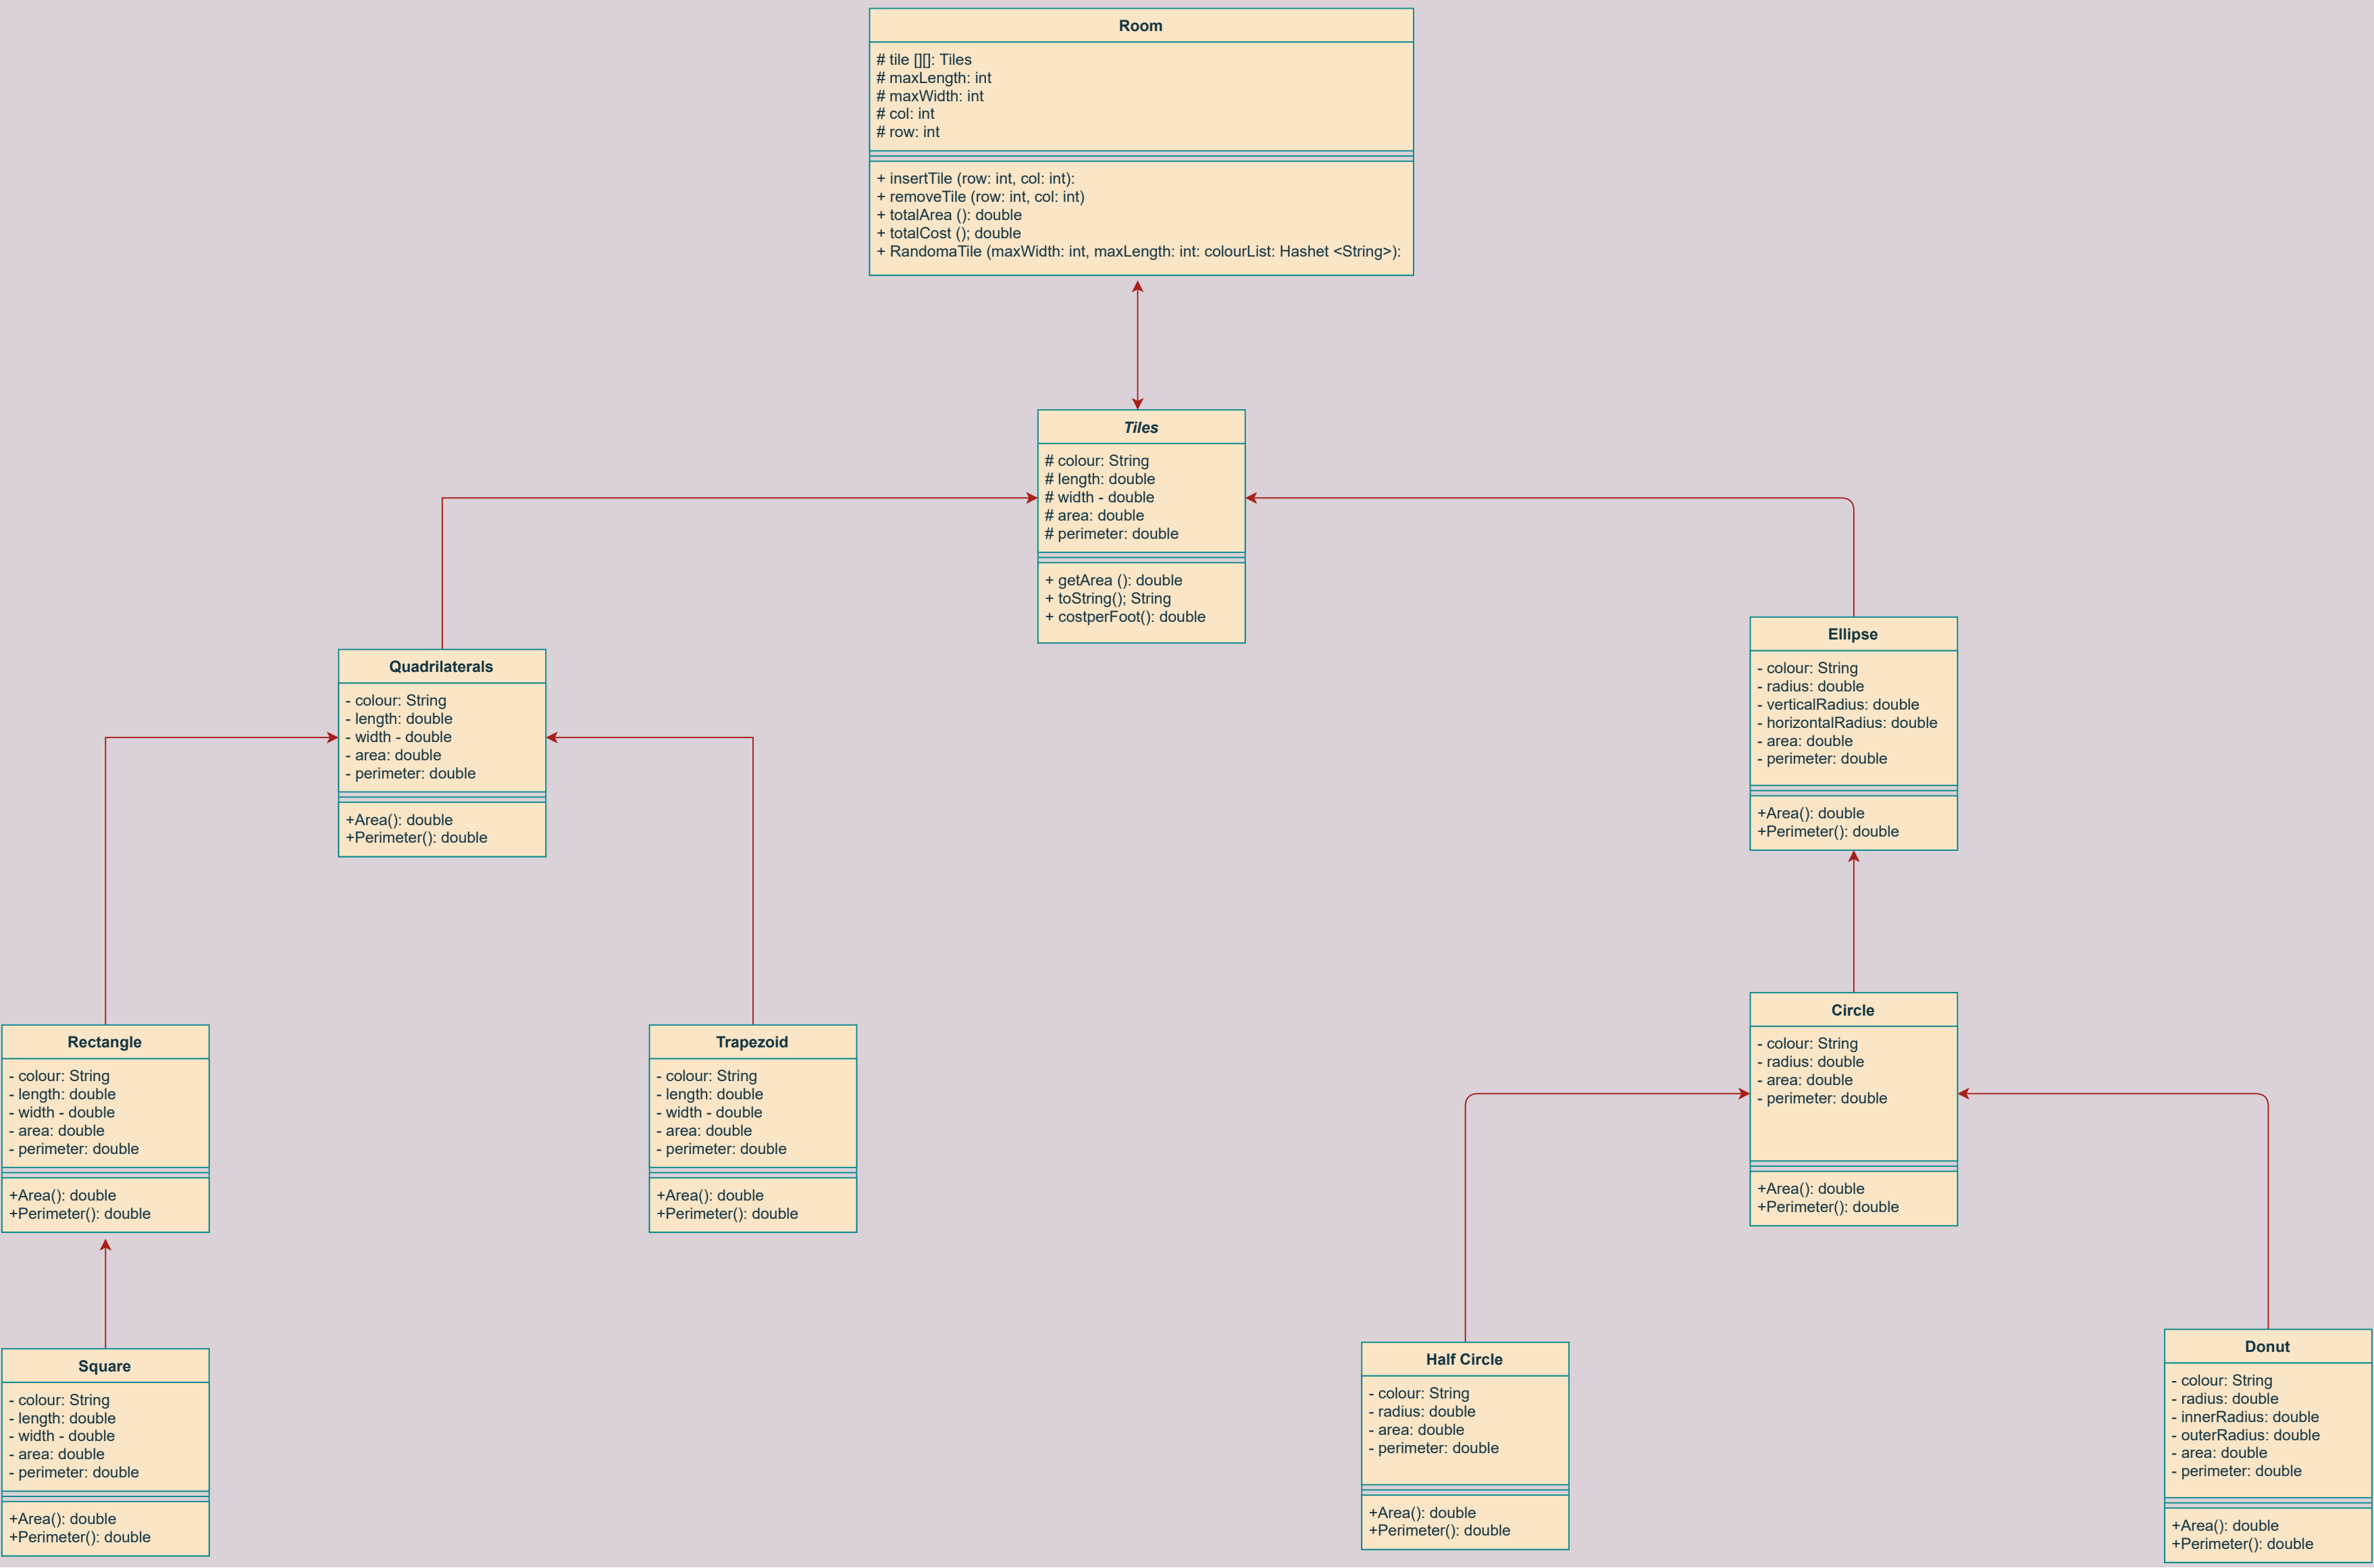 Room
# tile [][]: Tiles
# maxLength: int
# maxWidth: int
# col: int
# row: int
+ insertTile (row: int, col: int):
+ removeTile (row: int, col: int)
+ totalArea (): double
+ totalCost (); double
+ RandomaTile (maxWidth: int, maxLength: int: colourList: Hashet <String>):
Tiles
# colour: String
# length: double
# width - double
# area: double
# perimeter: double
+ getArea (): double
+ toString(); String
+ costperFoot(): double
Quadrilaterals
- colour: String
- length: double
- width - double
- area: double
- perimeter: double
+Area(): double
+Perimeter(): double
Ellipse
- colour: String
- radius: double
- verticalRadius: double
- horizontalRadius: double
- area: double
- perimeter: double
+Area(): double
+Perimeter(): double
Rectangle
- colour: String
- length: double
- width - double
- area: double
- perimeter: double
+Area(): double
+Perimeter(): double
Trapezoid
- colour: String
- length: double
- width - double
- area: double
- perimeter: double
+Area(): double
+Perimeter(): double
Circle
- colour: String
- radius: double
- area: double
- perimeter: double
+Area(): double
+Perimeter(): double
Square
- colour: String
- length: double
- width - double
- area: double
- perimeter: double
+Area(): double
+Perimeter(): double
Half Circle
- colour: String
- radius: double
- area: double
- perimeter: double
+Area(): double
+Perimeter(): double
Donut
- colour: String
- radius: double
- innerRadius: double
- outerRadius: double
- area: double
- perimeter: double
+Area(): double
+Perimeter(): double